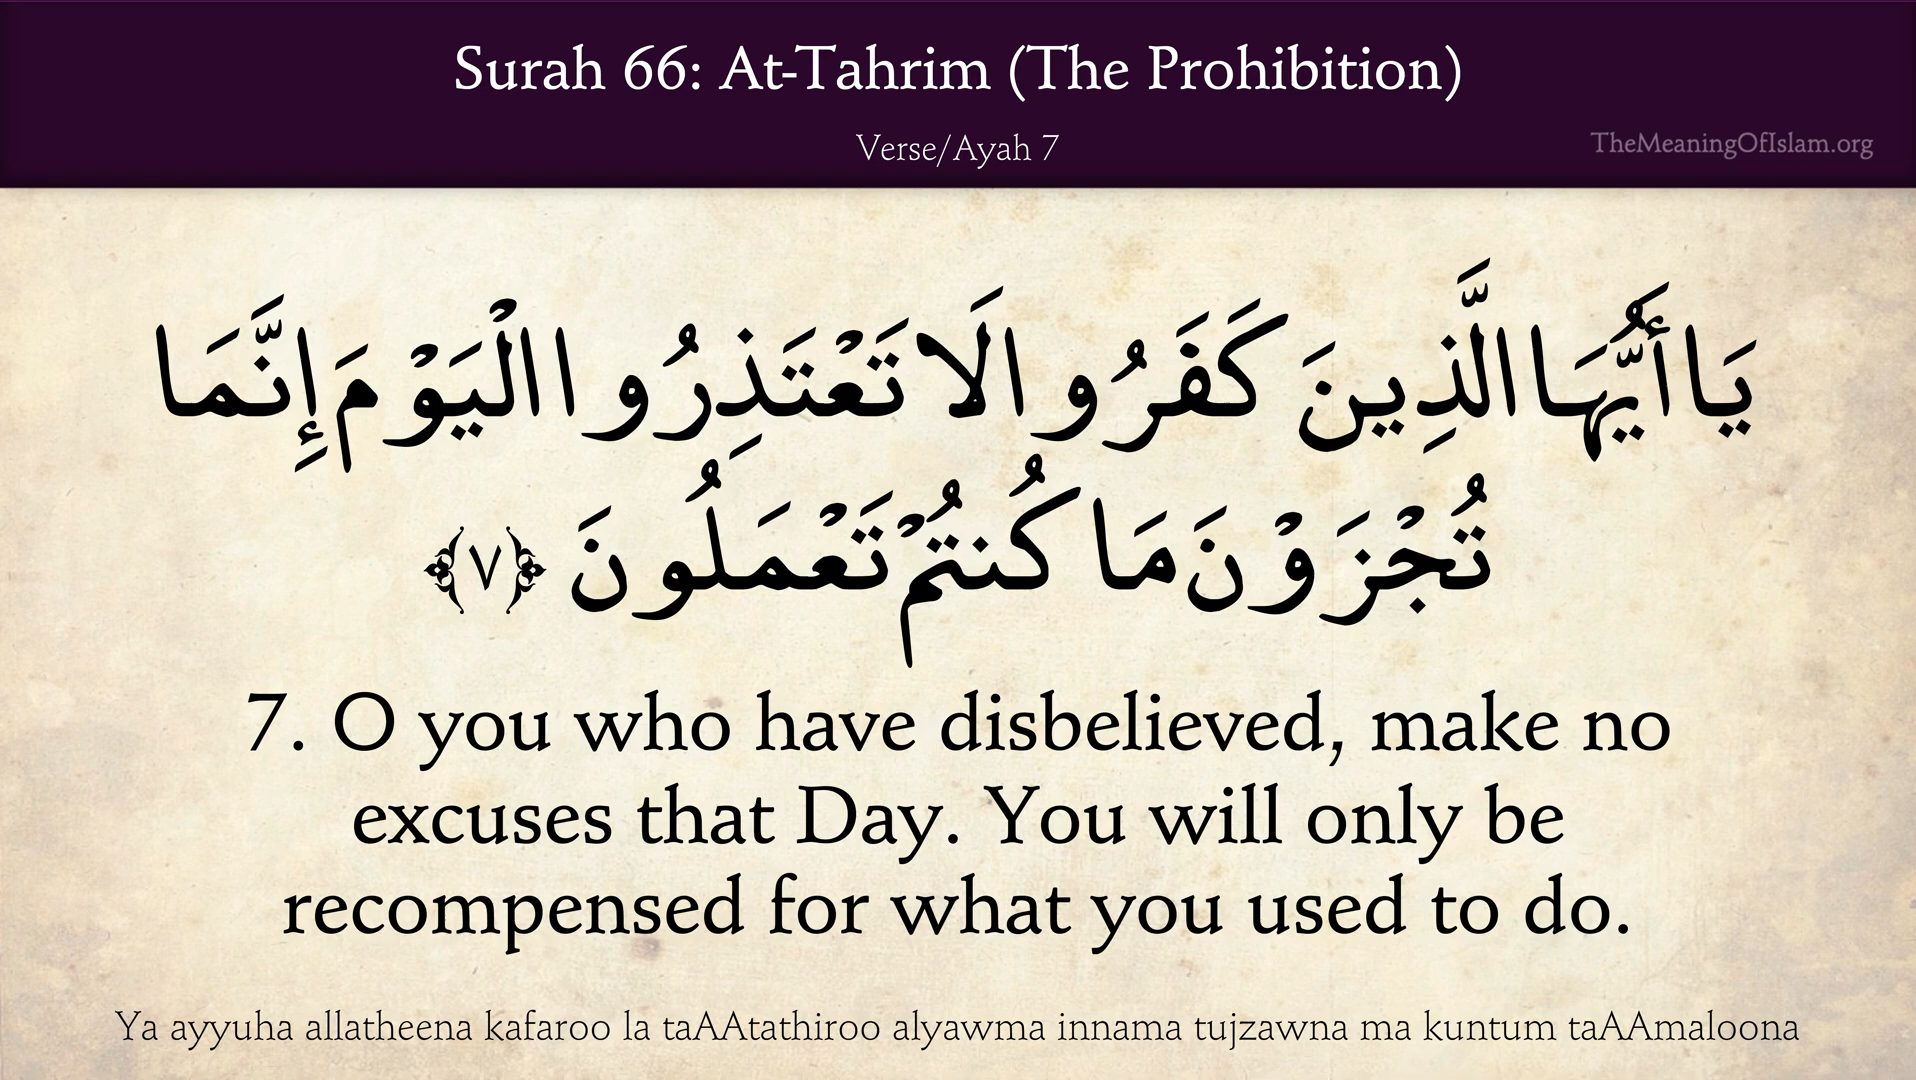 Surah 66: At-Tahrim (The Prohibition)
Verse/Ayah 7
TheMeaningOfIslam.org
يَا أَيُّهَا الَّذِينَ كَفَرُوا لَا تَعْتَذِرُوا الْيَوْمَ إِنَّمَا
تُجْزَوْنَ مَا كُنتُمْ تَعْمَلُونَ ﴿٧﴾
7. O you who have disbelieved, make no
excuses that Day. You will only be
recompensed for what you used to do.
Ya ayyuha allatheena kafaroo la taAAtathiroo alyawma innama tujzawna ma kuntum taAAmaloona